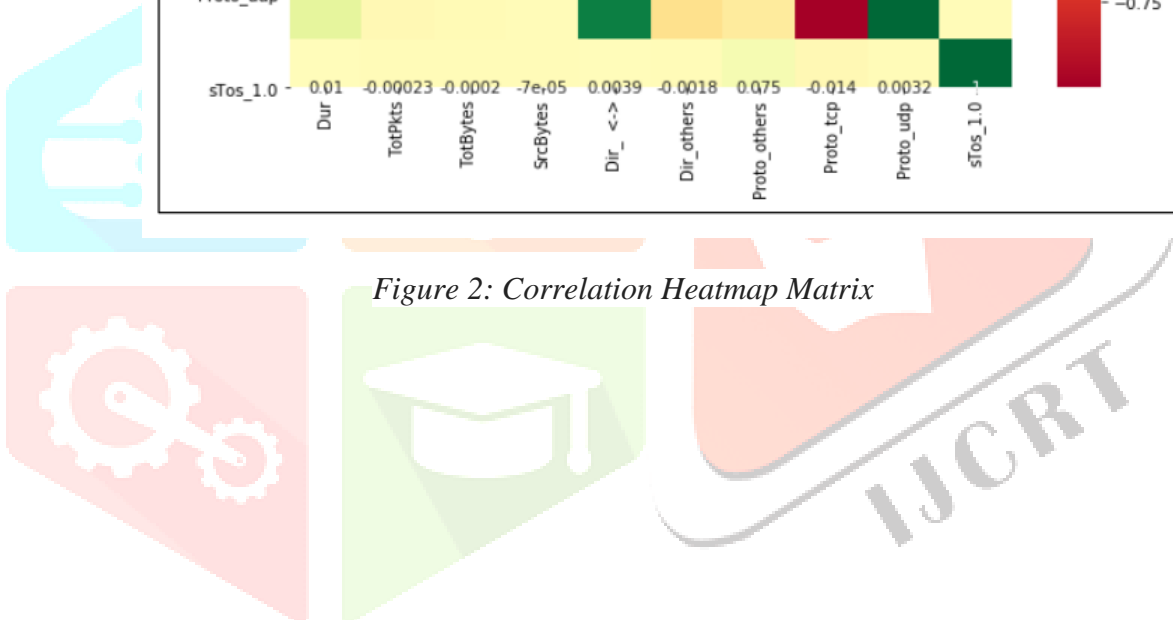 -0.75
sTos_1.0
0.01 -0.00023 -0.0002 -7e-05 0.0039 -0.0018 0.075 -0.014 0.0032 1
Dur
TotPkts
TotBytes
SrcBytes
Dir_ <->
Dir_others
Proto_others
Proto_tcp
Proto_udp
sTos_1.0
Figure 2: Correlation Heatmap Matrix
IJCRT